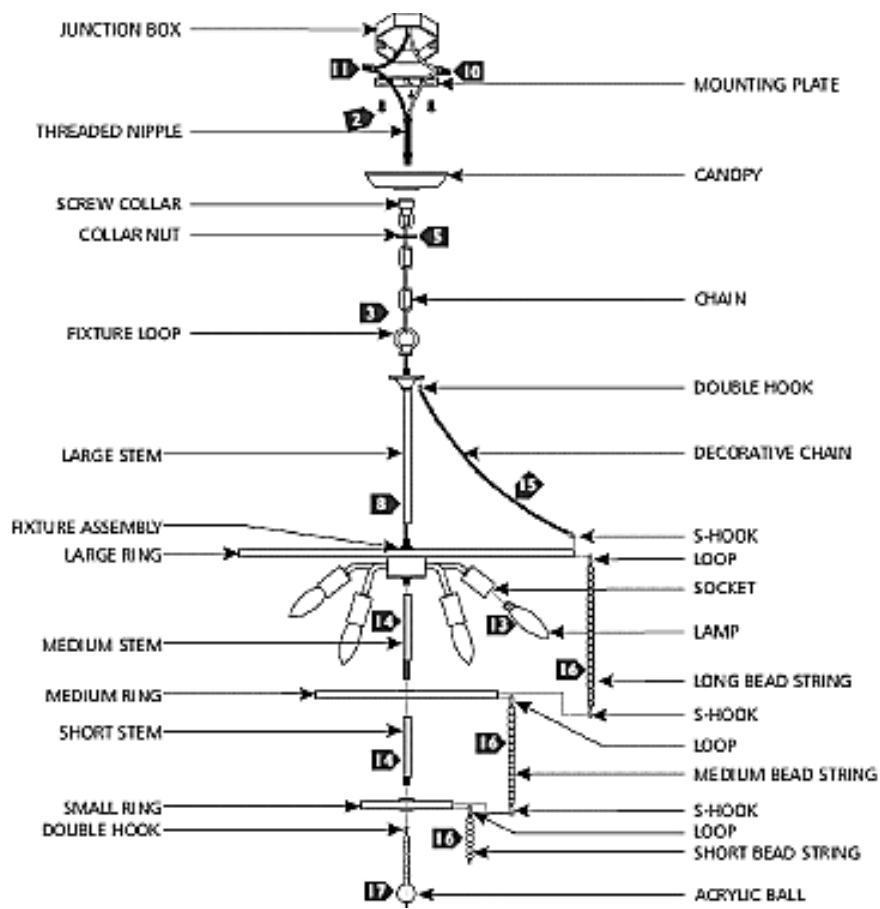 JUNCTION BOX
11
10
MOUNTING PLATE
2
THREADED NIPPLE
CANOPY
SCREW COLLAR
COLLAR NUT
5
CHAIN
3
FIXTURE LOOP
DOUBLE HOOK
LARGE STEM
DECORATIVE CHAIN
15
8
FIXTURE ASSEMBLY
S-HOOK
LARGE RING
LOOP
SOCKET
14
13
LAMP
MEDIUM STEM
16
LONG BEAD STRING
MEDIUM RING
S-HOOK
SHORT STEM
16
LOOP
14
MEDIUM BEAD STRING
SMALL RING
S-HOOK
DOUBLE HOOK
16
LOOP
SHORT BEAD STRING
17
ACRYLIC BALL